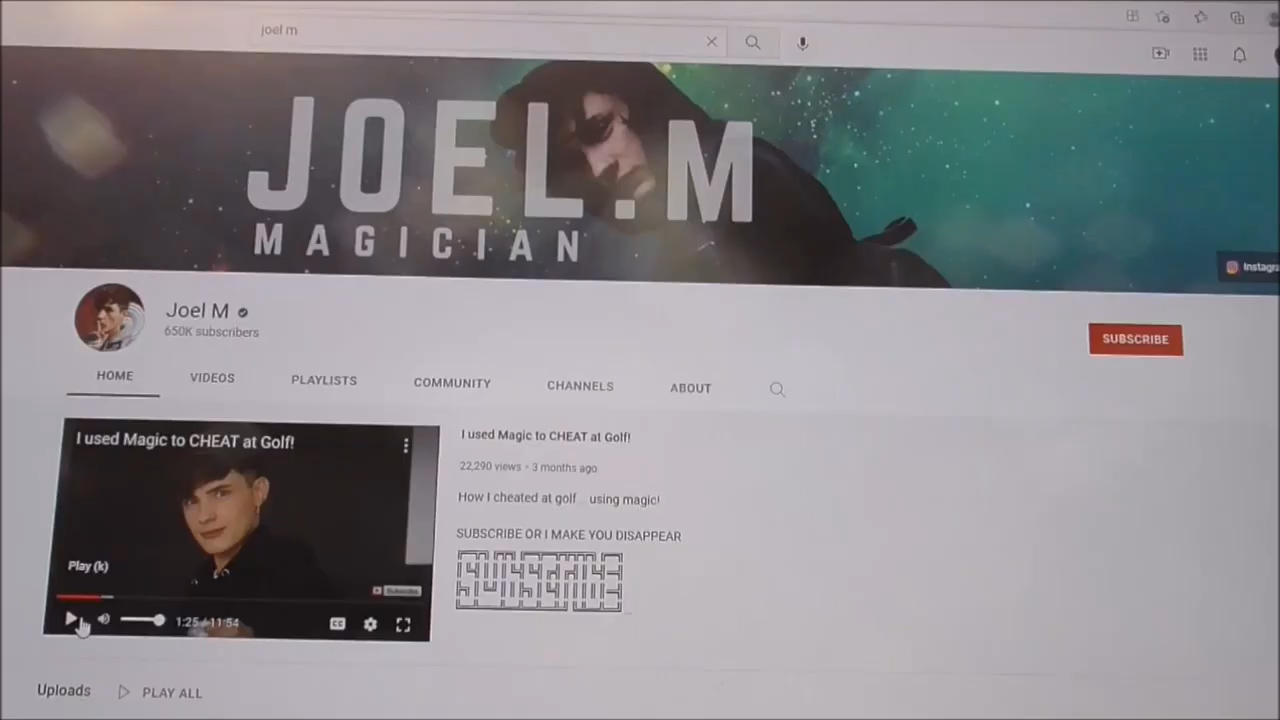 joel m
JOEL.M
MAGICIAN
Joel M
650K subscribers
SUBSCRIBE
HOME VIDEOS PLAYLISTS COMMUNITY CHANNELS ABOUT
I used Magic to CHEAT at Golf!
Play (k)
Subscribe
1:25 / 11:54
I used Magic to CHEAT at Golf!
22,290 views • 3 months ago
How I cheated at golf... using magic!
SUBSCRIBE OR I MAKE YOU DISAPPEAR
Uploads PLAY ALL